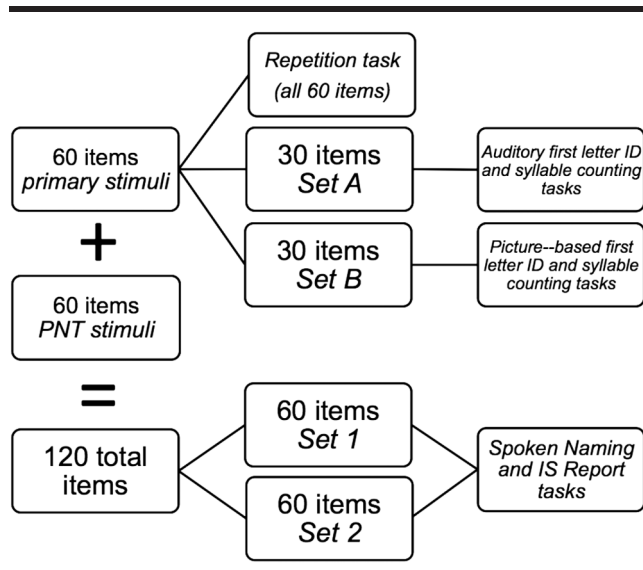 Repetition task
(all 60 items)
60 items
primary stimuli
30 items
Set A
Auditory first letter ID
and syllable counting
tasks
+
30 items
Set B
Picture--based first
letter ID and syllable
counting tasks
60 items
PNT stimuli
=
60 items
Set 1
120 total
items
Spoken Naming
and IS Report
tasks
60 items
Set 2